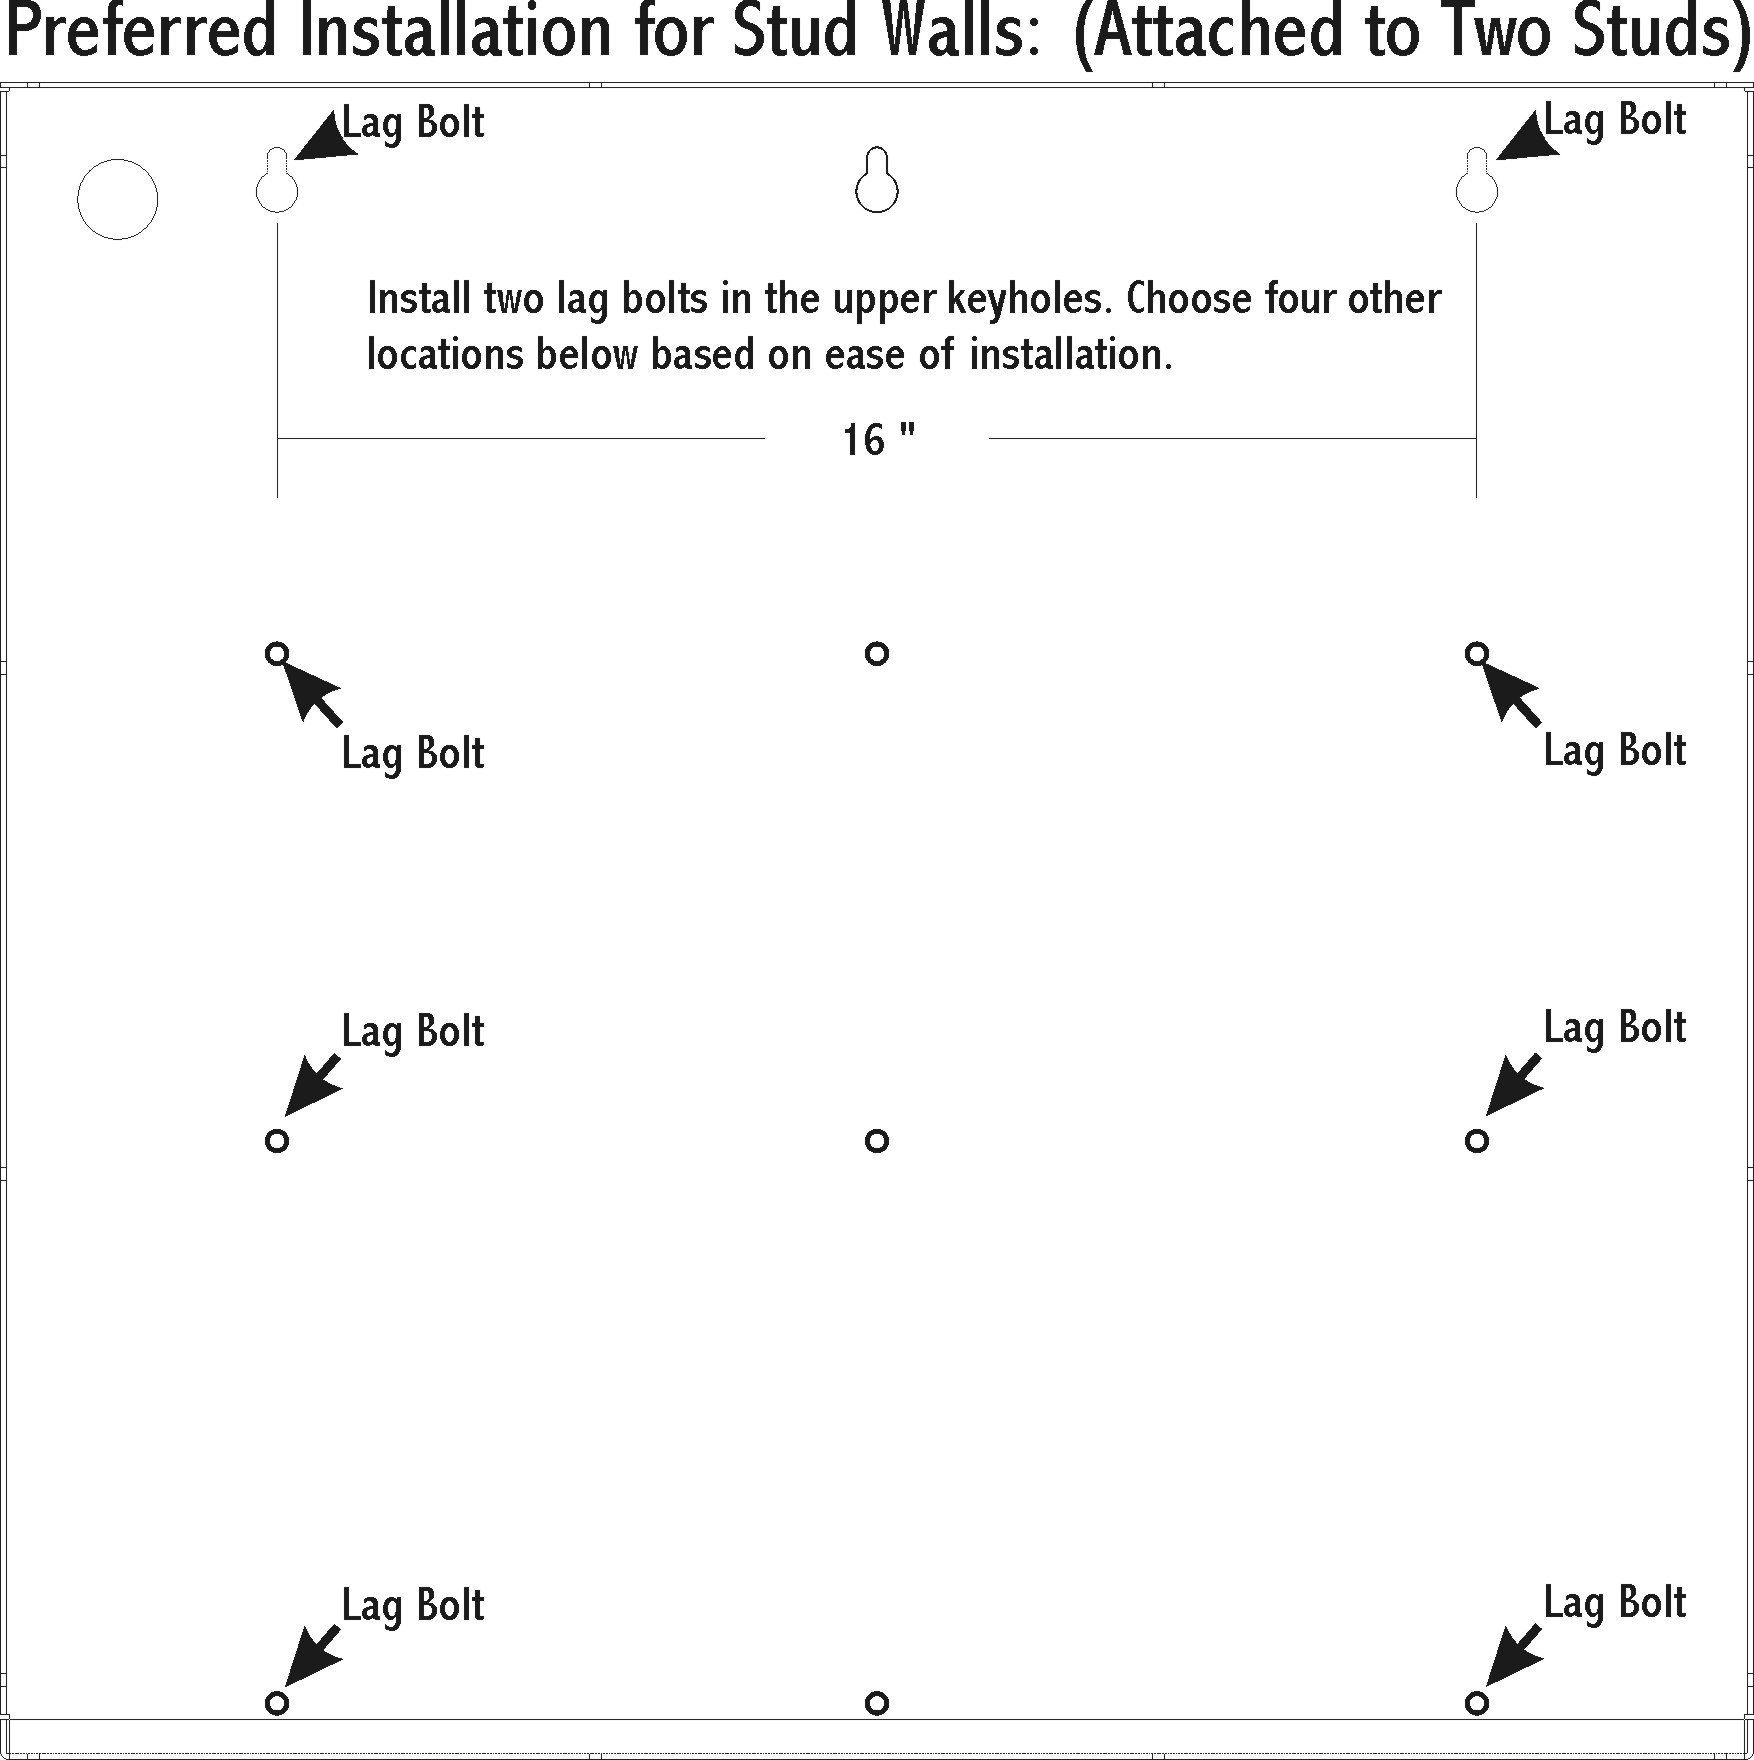 Preferred Installation for Stud Walls: (Attached to Two Studs)
Lag Bolt
Lag Bolt
Install two lag bolts in the upper keyholes. Choose four other
locations below based on ease of installation.
16 "
Lag Bolt
Lag Bolt
Lag Bolt
Lag Bolt
Lag Bolt
Lag Bolt